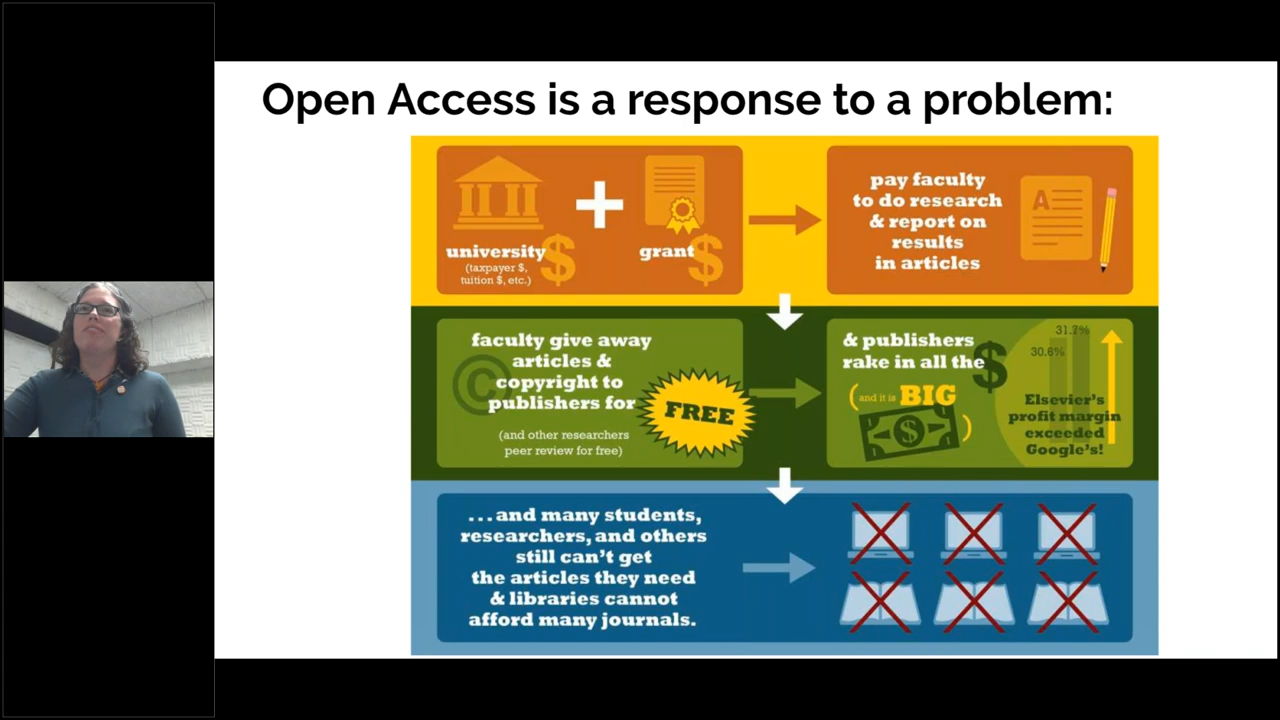 Open Access is a response to a problem:
university
(taxpayer $,
tuition $, etc.)
$
+
grant
$
pay faculty
to do research
& report on
results
in articles
A
faculty give away
articles &
copyright to
publishers for
FREE
(and other researchers
peer review for free)
©
& publishers
rake in all the
$
(and it is BIG)
$
31.7%
30.6%
Elsevier's
profit margin
exceeded
Google's!
...and many students,
researchers, and others
still can't get
the articles they need
& libraries cannot
afford many journals.